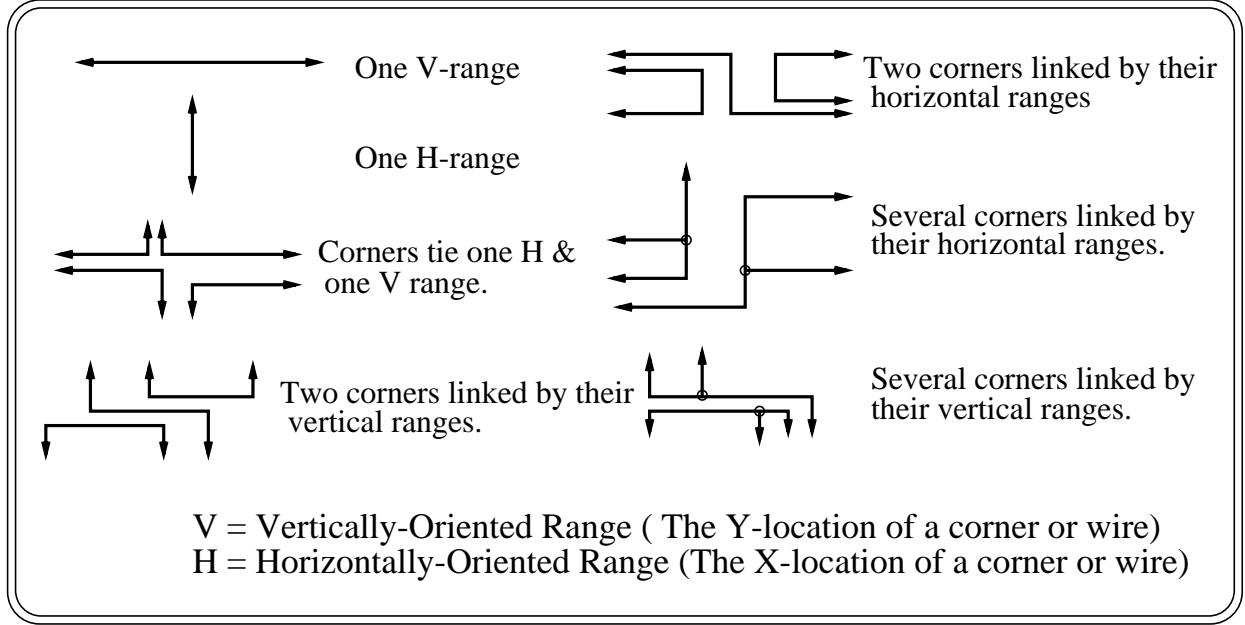 One V-range
Two corners linked by their
horizontal ranges
One H-range
Corners tie one H &
one V range.
Several corners linked by
their horizontal ranges.
Two corners linked by their
vertical ranges.
Several corners linked by
their vertical ranges.
V = Vertically-Oriented Range ( The Y-location of a corner or wire)
H = Horizontally-Oriented Range (The X-location of a corner or wire)